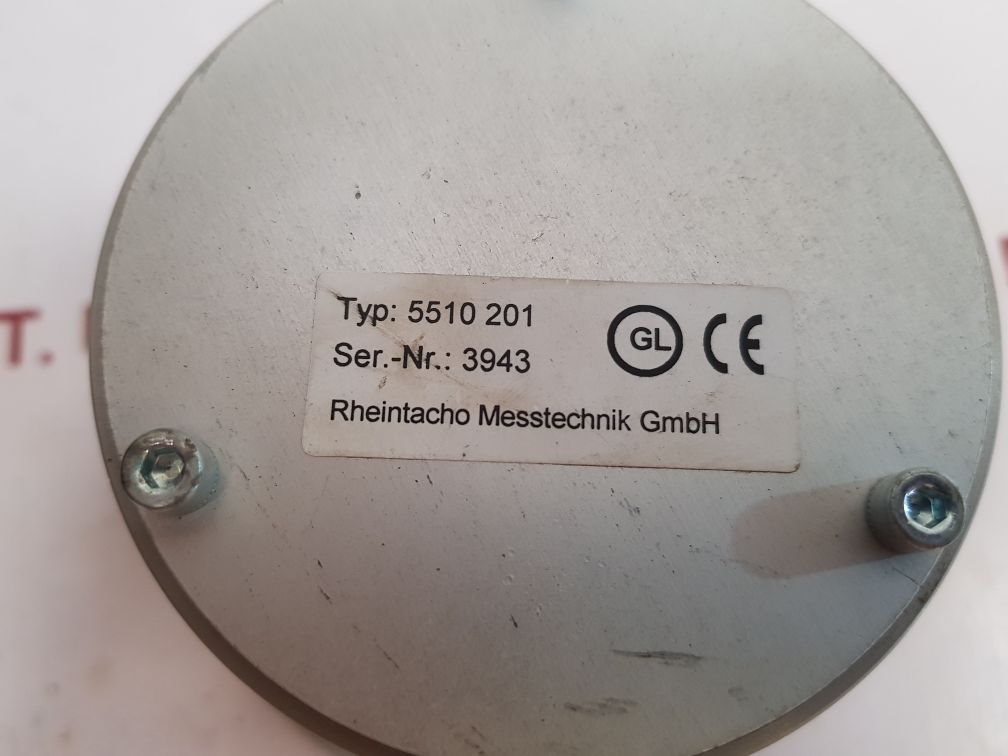 Typ: 5510 201
Ser.-Nr.: 3943
GL CE
Rheintacho Messtechnik GmbH
T.